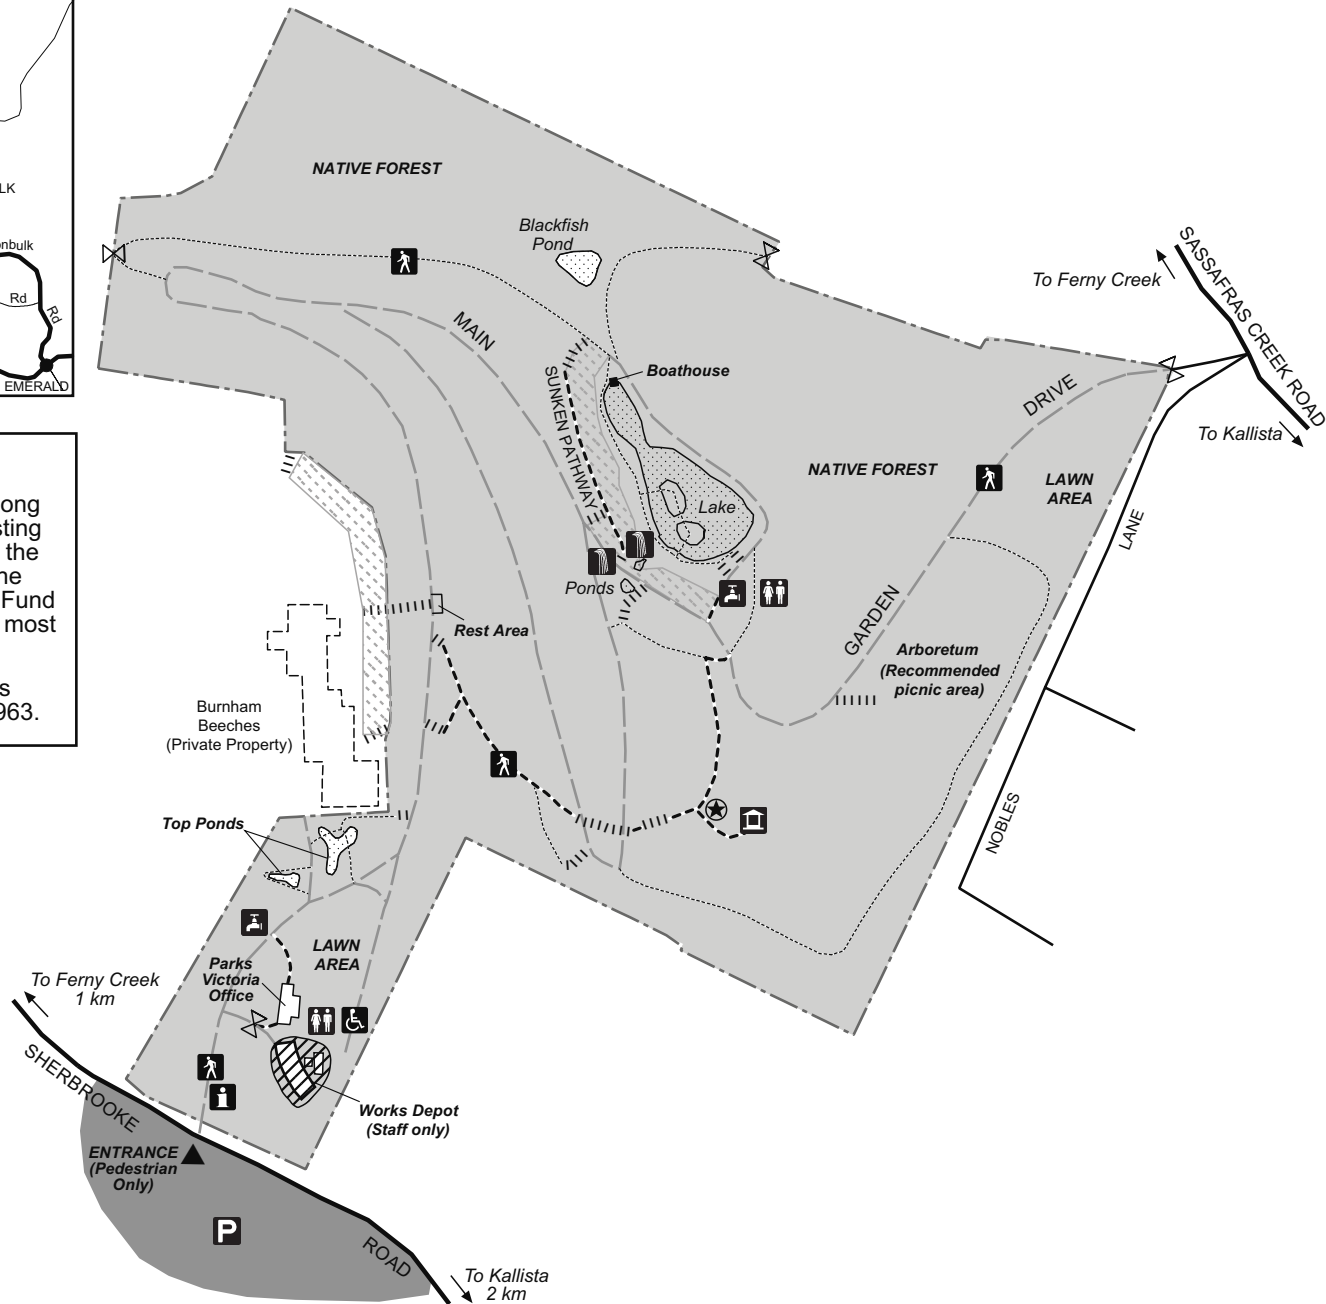 LK
nbulk
Rd
Rd
EMERALD
ong
sting
the
he
Fund
most
s
963.
NATIVE FOREST
Blackfish
Pond
MAIN
SUNKEN PATHWAY
Boathouse
Lake
Ponds
NATIVE FOREST
DRIVE
GARDEN
LAWN
AREA
To Ferny Creek
SASSAFRAS CREEK ROAD
To Kallista
LANE
NOBLES
Arboretum
(Recommended
picnic area)
Rest Area
Burnham
Beeches
(Private Property)
Top Ponds
LAWN
AREA
Parks
Victoria
Office
To Ferny Creek
1 km
SHERBROOKE
ROAD
Works Depot
(Staff only)
ENTRANCE
(Pedestrian
Only)
P
To Kallista
2 km